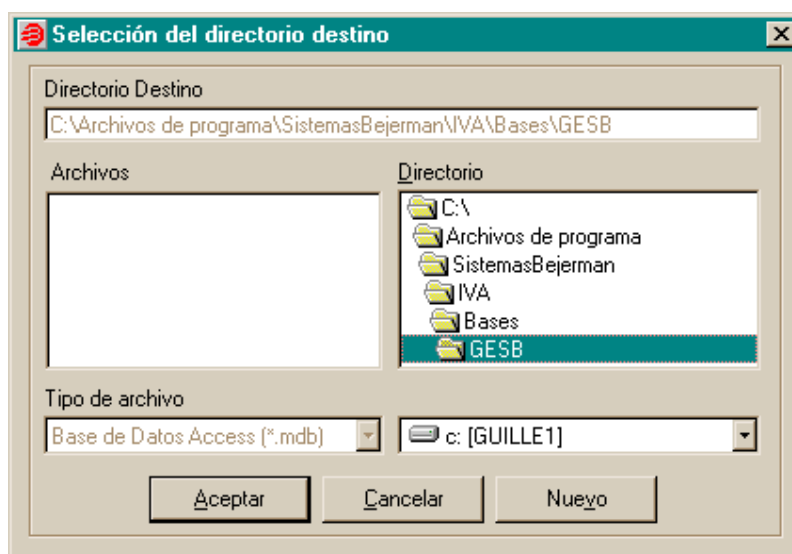 Selección del directorio destino
Directorio Destino
C:\Archivos de programa\SistemasBejerman\IVA\Bases\GESB
Archivos
Directorio
C:\
Archivos de programa
SistemasBejerman
IVA
Bases
GESB
Tipo de archivo
Base de Datos Access (*.mdb)
c: [GUILLE1]
Aceptar
Cancelar
Nuevo